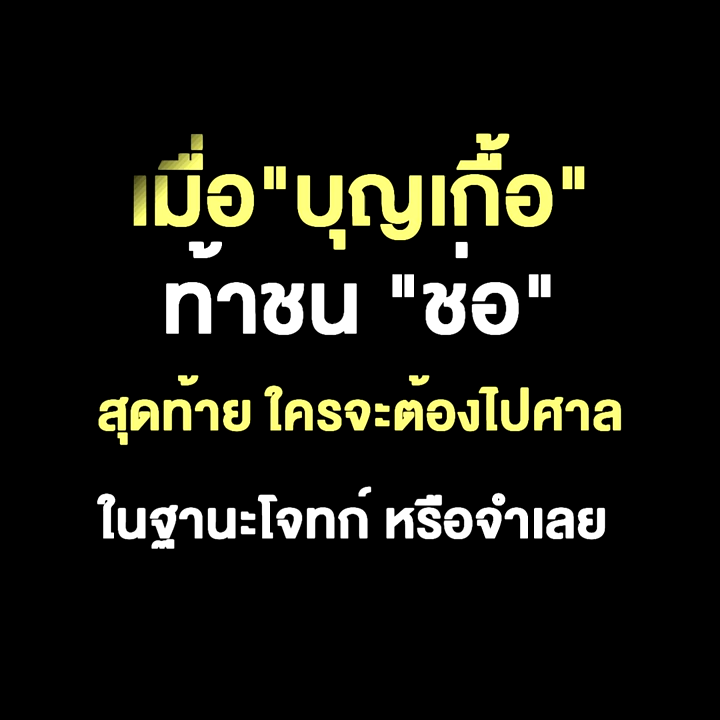 เมื่อ"บุญเกื้อ"
ท้าชน "ช่อ"
สุดท้าย ใครจะต้องไปศาล
ในฐานะโจทก์ หรือจำเลย